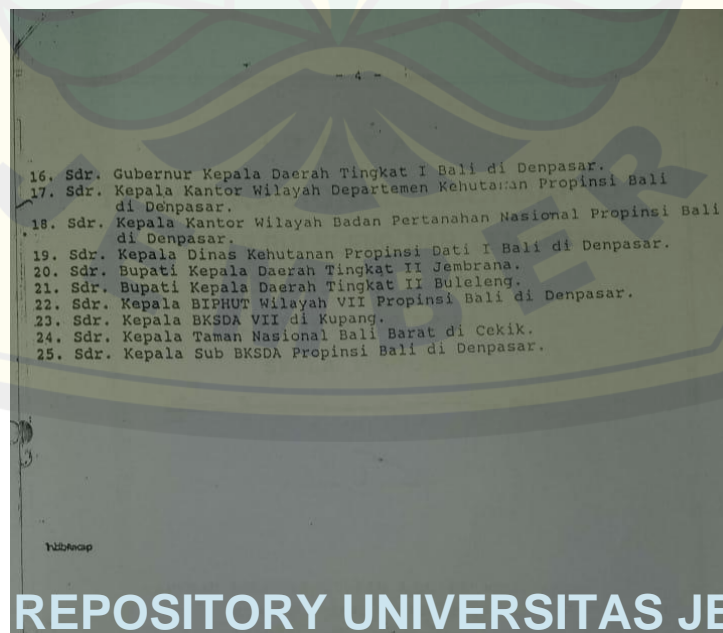 - 4 -
16. Sdr. Gubernur Kepala Daerah Tingkat I Bali di Denpasar.
17. Sdr. Kepala Kantor Wilayah Departemen Kehutanan Propinsi Bali
di Denpasar.
18. Sdr. Kepala Kantor Wilayah Badan Pertanahan Nasional Propinsi Bali
di Denpasar.
19. Sdr. Kepala Dinas Kehutanan Propinsi Dati I Bali di Denpasar.
20. Sdr. Bupati Kepala Daerah Tingkat II Jembrana.
21. Sdr. Bupati Kepala Daerah Tingkat II Buleleng.
22. Sdr. Kepala BIPHUT Wilayah VII Propinsi Bali di Denpasar.
23. Sdr. Kepala BKSDA VII di Kupang.
24. Sdr. Kepala Taman Nasional Bali Barat di Cekik.
25. Sdr. Kepala Sub BKSDA Propinsi Bali di Denpasar.
MBER
REPOSITORY UNIVERSITAS JE